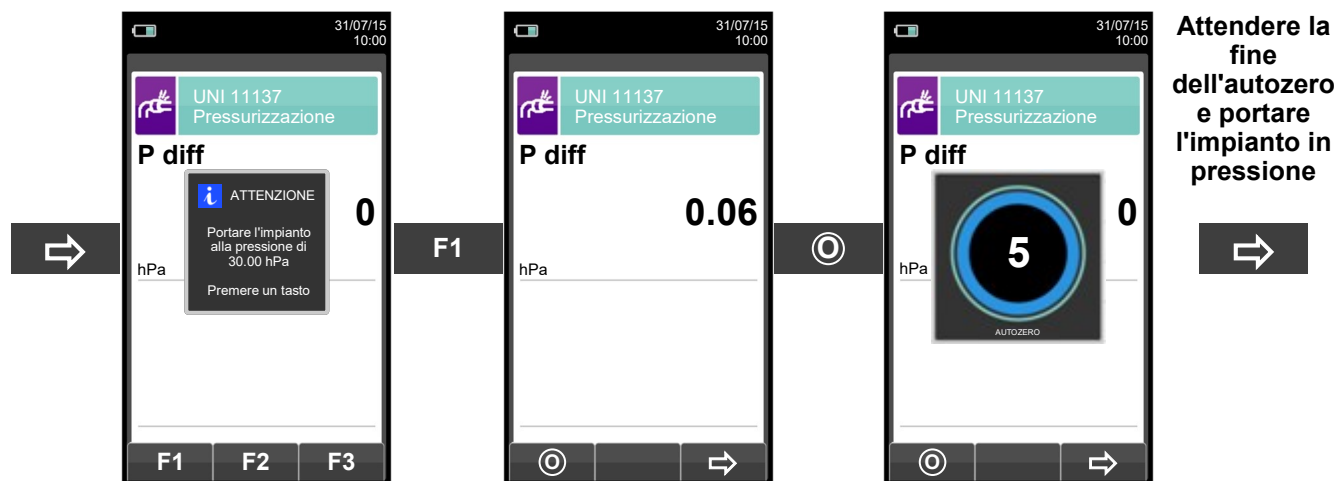 31/07/15
10:00
UNI 11137
Pressurizzazione
P diff
ATTENZIONE
Portare l'impianto
alla pressione di
30.00 hPa
Premere un tasto
0
hPa
F1 F2 F3
F1
31/07/15
10:00
UNI 11137
Pressurizzazione
P diff
0.06
hPa
O
O
31/07/15
10:00
UNI 11137
Pressurizzazione
P diff
0
5
AUTOZERO
hPa
O
Attendere la
fine
dell'autozero
e portare
l'impianto in
pressione